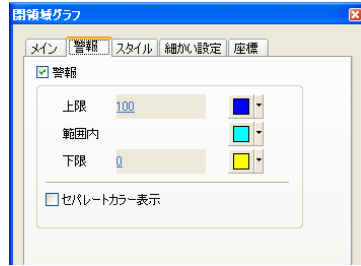 閉領域グラフ
メイン 警報 スタイル 細かい設定 座標
警報
上限 100
範囲内
下限 0
セパレートカラー表示